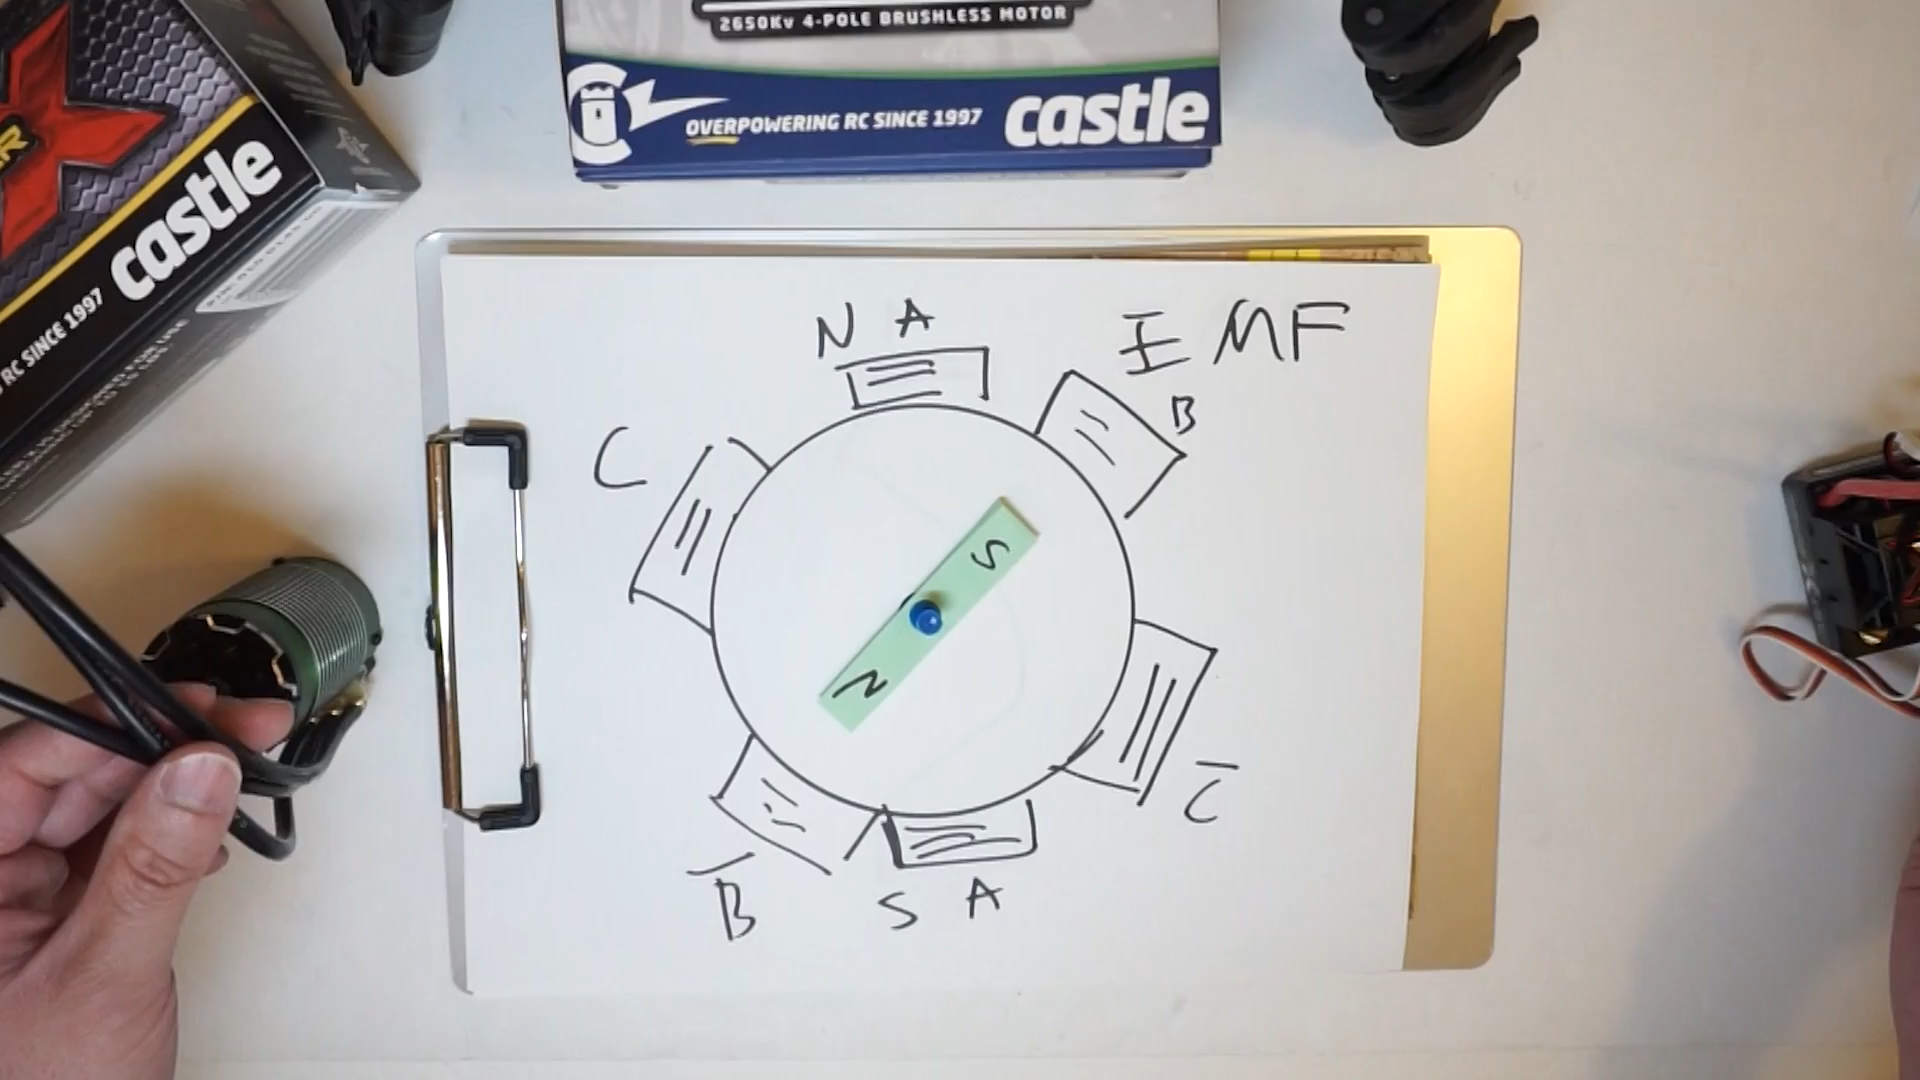 2650Kv 4-POLE BRUSHLESS MOTOR
OVERPOWERING RC SINCE 1997
castle
X
castle
RC SINCE 1997
N A
EMF
B
C
S
N
C̅
B̅
S A